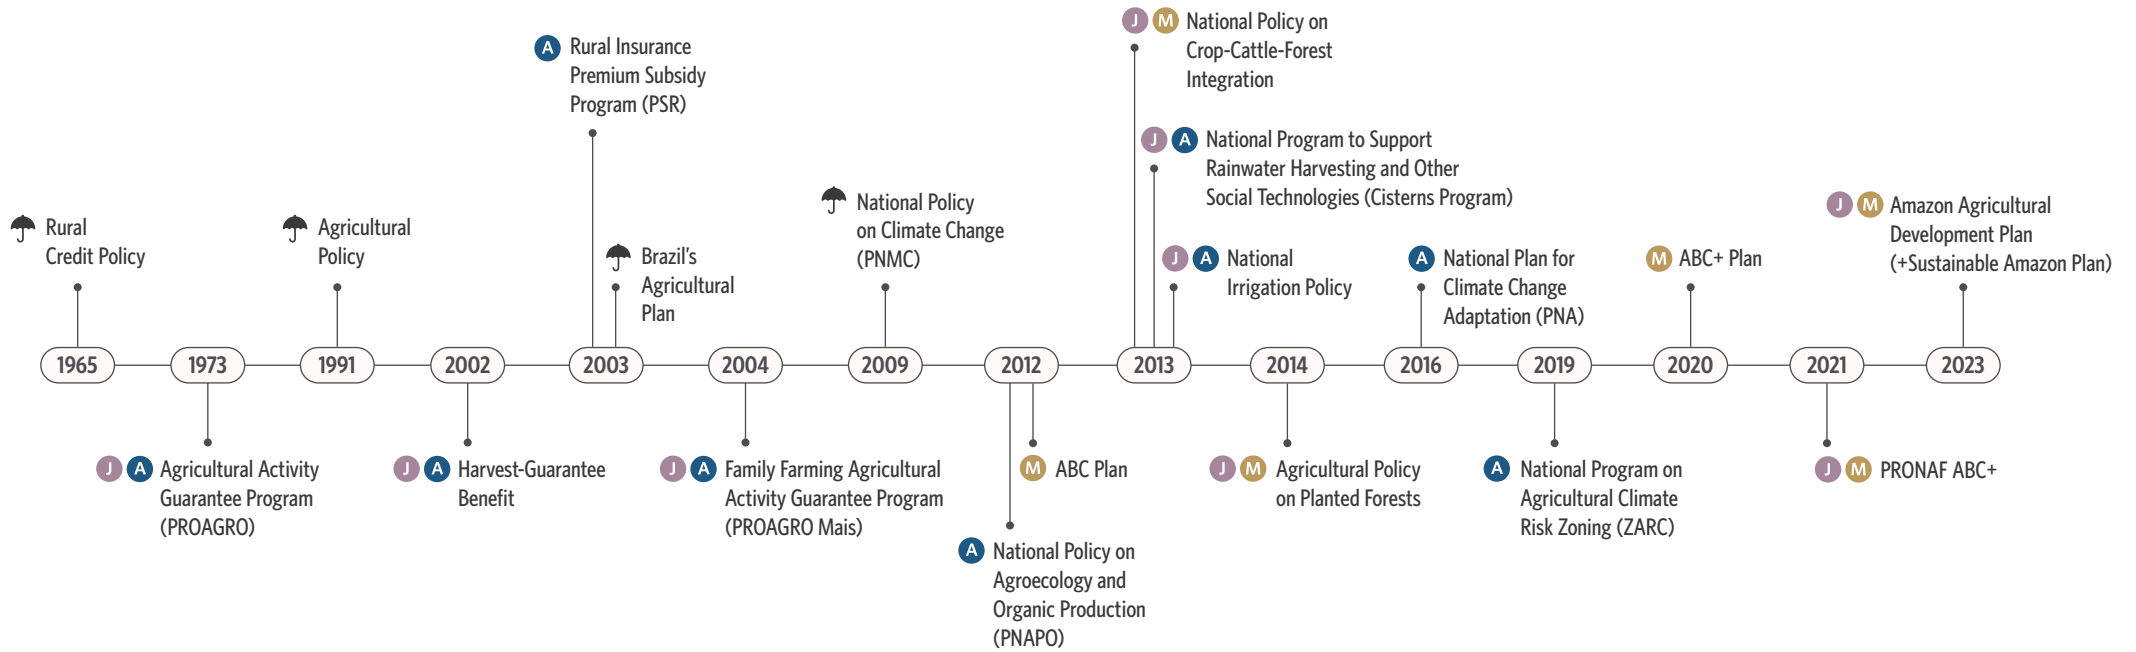 J M National Policy on
Crop-Cattle-Forest
Integration
A Rural Insurance
Premium Subsidy
Program (PSR)
J A National Program to Support
Rainwater Harvesting and Other
Social Technologies (Cisterns Program)
Rural
Credit Policy
Agricultural
Policy
Brazil's
Agricultural
Plan
National Policy
on Climate Change
(PNMC)
J A National
Irrigation Policy
A National Plan for
Climate Change
Adaptation (PNA)
M ABC+ Plan
J M Amazon Agricultural
Development Plan
(+Sustainable Amazon Plan)
1965 1973 1991 2002 2003 2004 2009 2012 2013 2014 2016 2019 2020 2021 2023
J A Agricultural Activity
Guarantee Program
(PROAGRO)
J A Harvest-Guarantee
Benefit
J A Family Farming Agricultural
Activity Guarantee Program
(PROAGRO Mais)
M ABC Plan
A National Policy on
Agroecology and
Organic Production
(PNAPO)
J M Agricultural Policy
on Planted Forests
A National Program on
Agricultural Climate
Risk Zoning (ZARC)
J M PRONAF ABC+